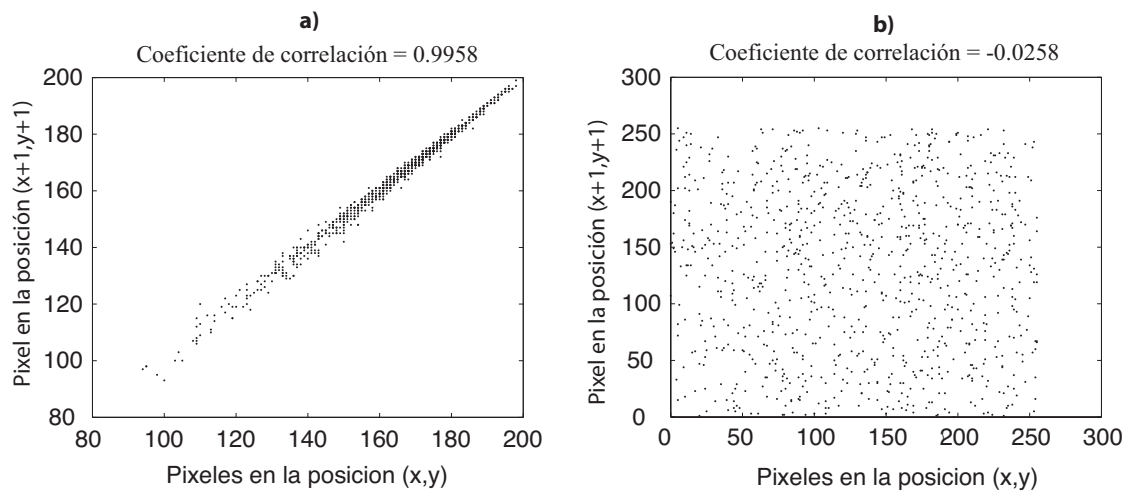 a)
Coeficiente de correlación = 0.9958
200
180
160
140
120
100
80
80 100 120 140 160 180 200
Pixel en la posición (x+1,y+1)
Pixeles en la posicion (x,y)
b)
Coeficiente de correlación = -0.0258
300
250
200
150
100
50
0
0 50 100 150 200 250 300
Pixel en la posición (x+1,y+1)
Pixeles en la posicion (x,y)